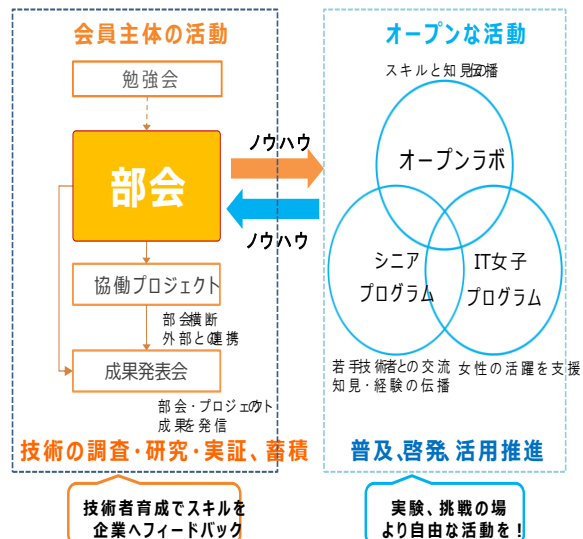 会員主体の活動
勉強会
部会
協働プロジェクト
部会横断
外部との連携
成果発表会
部会・プロジェクトの
成果を発信
技術の調査・研究・実証、蓄積
技術者育成でスキルを
企業へフィードバック
ノウハウ
ノウハウ
オープンな活動
スキルと知見の伝播
オープンラボ
シニア
プログラム
IT女子
プログラム
若手技術者との交流
知見・経験の伝播
女性の活躍を支援
普及、啓発、活用推進
実験、挑戦の場
より自由な活動を!